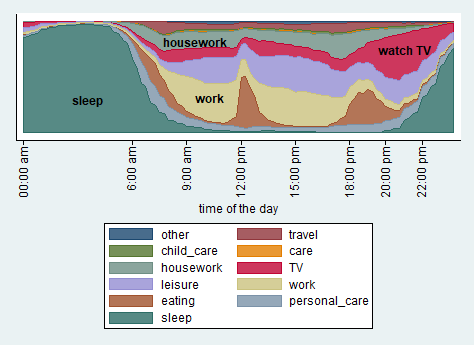 housework
watch TV
sleep
work
00:00 am
6:00 am
9:00 am
12:00 pm
15:00 pm
18:00 pm
20:00 pm
22:00 pm
time of the day
other
travel
child_care
care
housework
TV
leisure
work
eating
personal_care
sleep